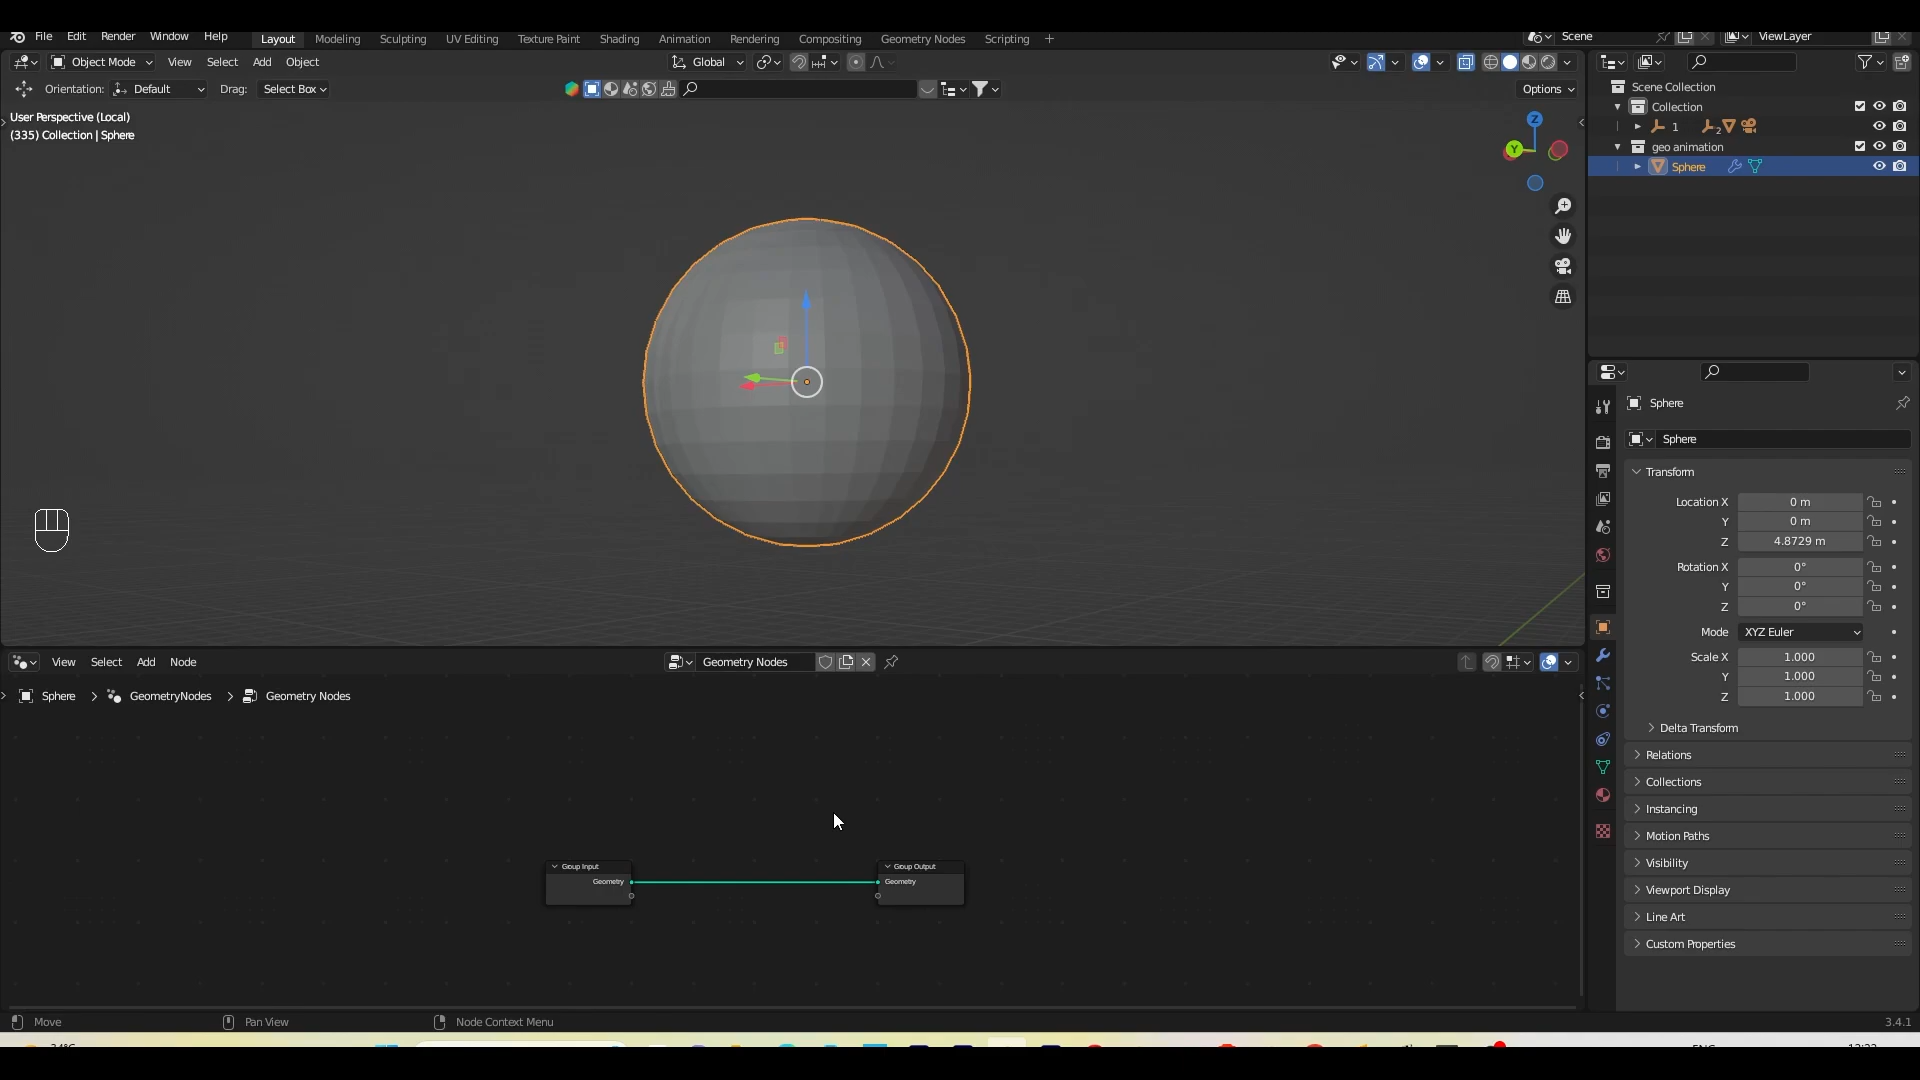 File Edit Render Window Help Layout Modeling Sculpting UV Editing Texture Paint Shading Animation Rendering Compositing Geometry Nodes Scripting + Scene ViewLayer
Object Mode View Select Add Object Global
Orientation: Default Drag: Select Box Options
User Perspective (Local)
(335) Collection | Sphere
Z
Y
Scene Collection
Collection
1 2
geo animation
Sphere
Sphere
Sphere
Transform
Location X 0 m
Y 0 m
Z 4.8729 m
Rotation X 0°
Y 0°
Z 0°
Mode XYZ Euler
Scale X 1.000
Y 1.000
Z 1.000
Delta Transform
Relations
Collections
Instancing
Motion Paths
Visibility
Viewport Display
Line Art
Custom Properties
View Select Add Node Geometry Nodes
Sphere > GeometryNodes > Geometry Nodes
Group Input
Geometry
Group Output
Geometry
Move Pan View Node Context Menu 3.4.1